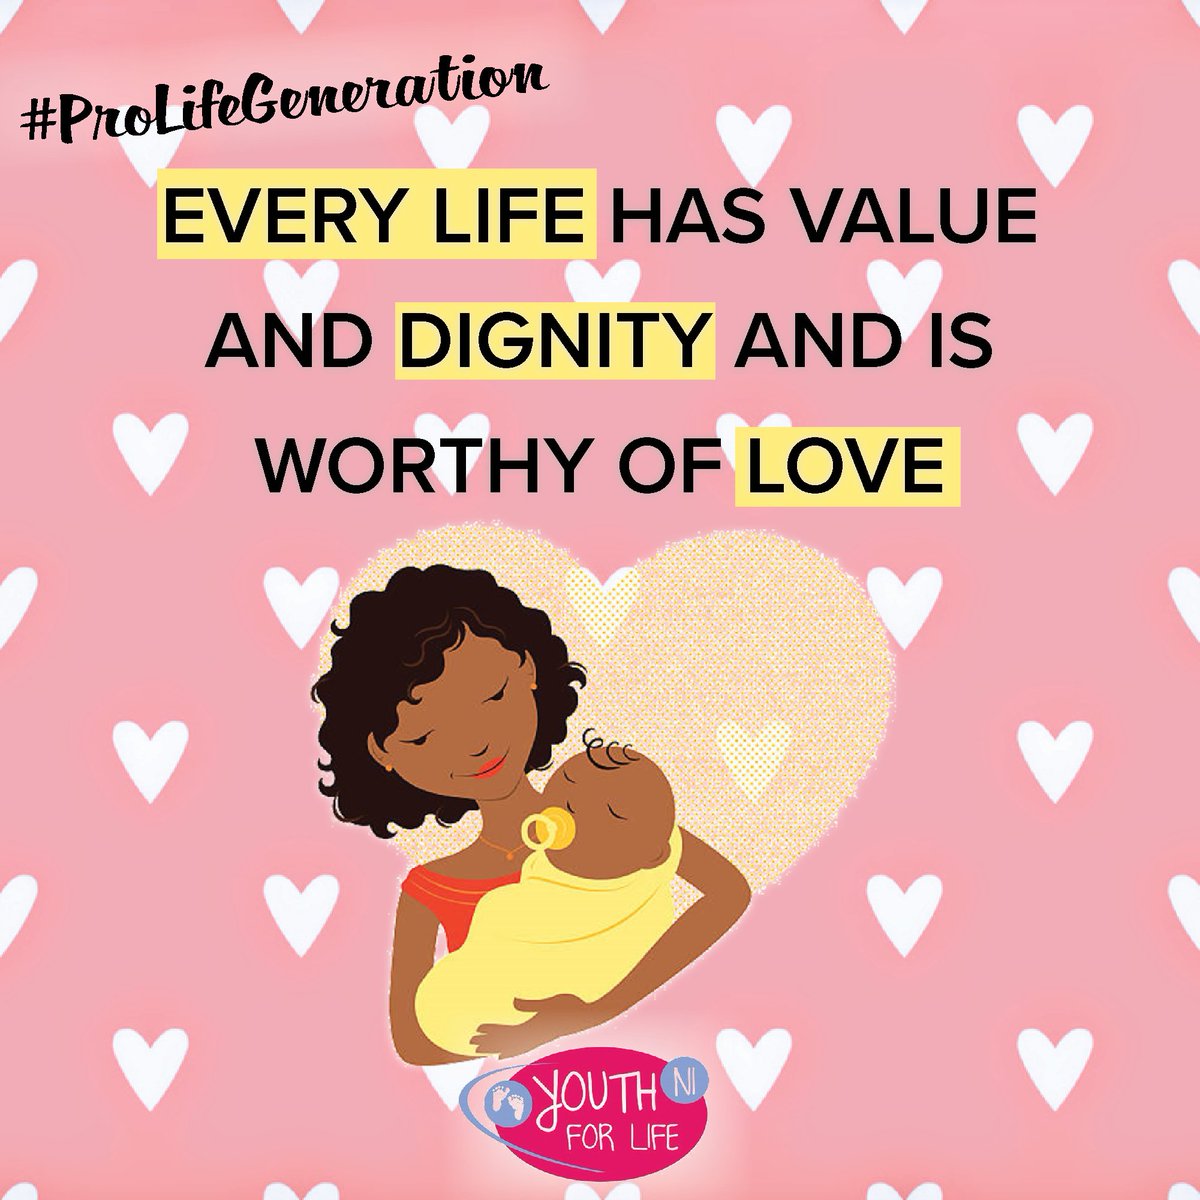 #ProLifeGeneration
EVERY LIFE HAS VALUE
AND DIGNITY AND IS
WORTHY OF LOVE
YOUTH NI
FOR LIFE